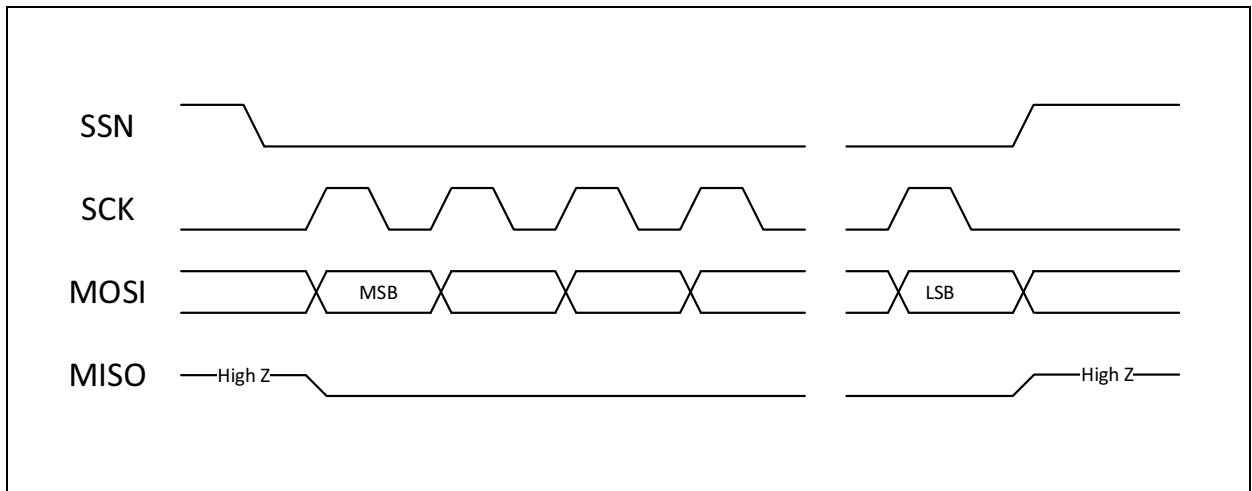 SSN
SCK
MOSI
MSB
LSB
MISO
High Z
High Z